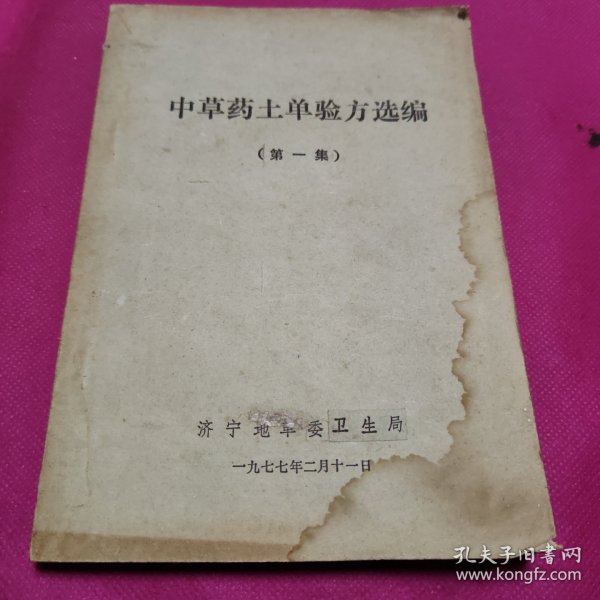 中草药土单验方选编
（第一集）
济宁地革委卫生局
一九七七年二月十一日
孔夫子旧书网
www.kongfz.com